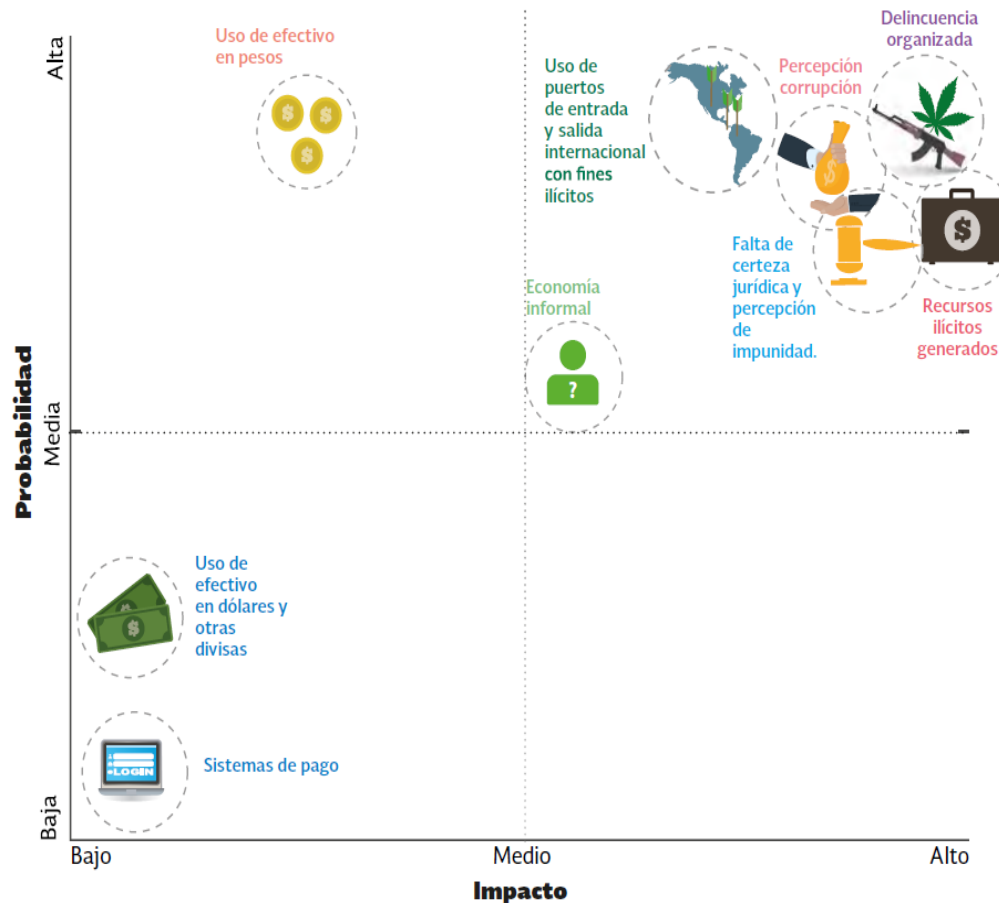 Alta
Media
Baja
Probabilidad
Uso de efectivo
en pesos
$
$
$
Uso de
puertos
de entrada
y salida
internacional
con fines
ilícitos
Percepción
corrupción
$
Delincuencia
organizada
Falta de
certeza
jurídica y
percepción
de
impunidad.
$
Recursos
ilícitos
generados
Economía
informal
?
$
$
Uso de
efectivo
en dólares y
otras
divisas
LOGEN
Sistemas de pago
Bajo
Medio
Alto
Impacto